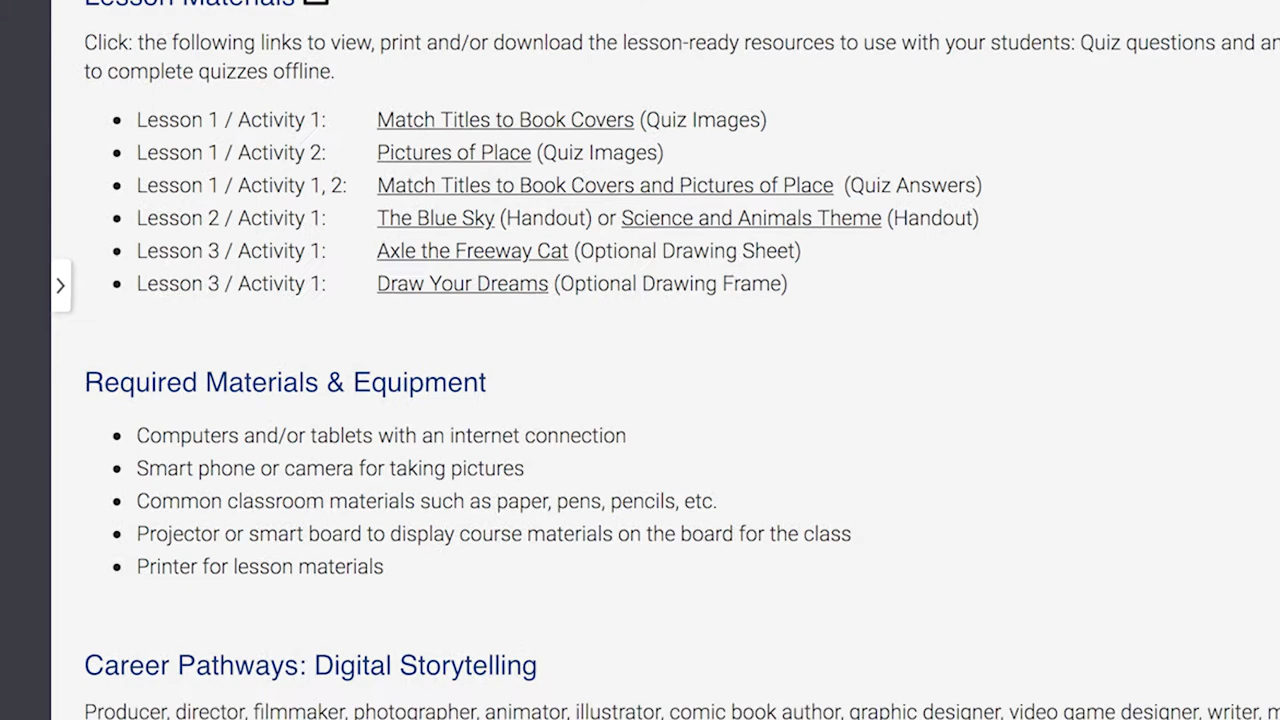 Lesson Materials
Click: the following links to view, print and/or download the lesson-ready resources to use with your students: Quiz questions and
to complete quizzes offline.
• Lesson 1 / Activity 1: Match Titles to Book Covers (Quiz Images)
• Lesson 1 / Activity 2: Pictures of Place (Quiz Images)
• Lesson 1 / Activity 1, 2: Match Titles to Book Covers and Pictures of Place (Quiz Answers)
• Lesson 2 / Activity 1: The Blue Sky (Handout) or Science and Animals Theme (Handout)
• Lesson 3 / Activity 1: Axle the Freeway Cat (Optional Drawing Sheet)
• Lesson 3 / Activity 1: Draw Your Dreams (Optional Drawing Frame)
Required Materials & Equipment
• Computers and/or tablets with an internet connection
• Smart phone or camera for taking pictures
• Common classroom materials such as paper, pens, pencils, etc.
• Projector or smart board to display course materials on the board for the class
• Printer for lesson materials
Career Pathways: Digital Storytelling
Producer, director, filmmaker, photographer, animator, illustrator, comic book author, graphic designer, video game designer, writer,